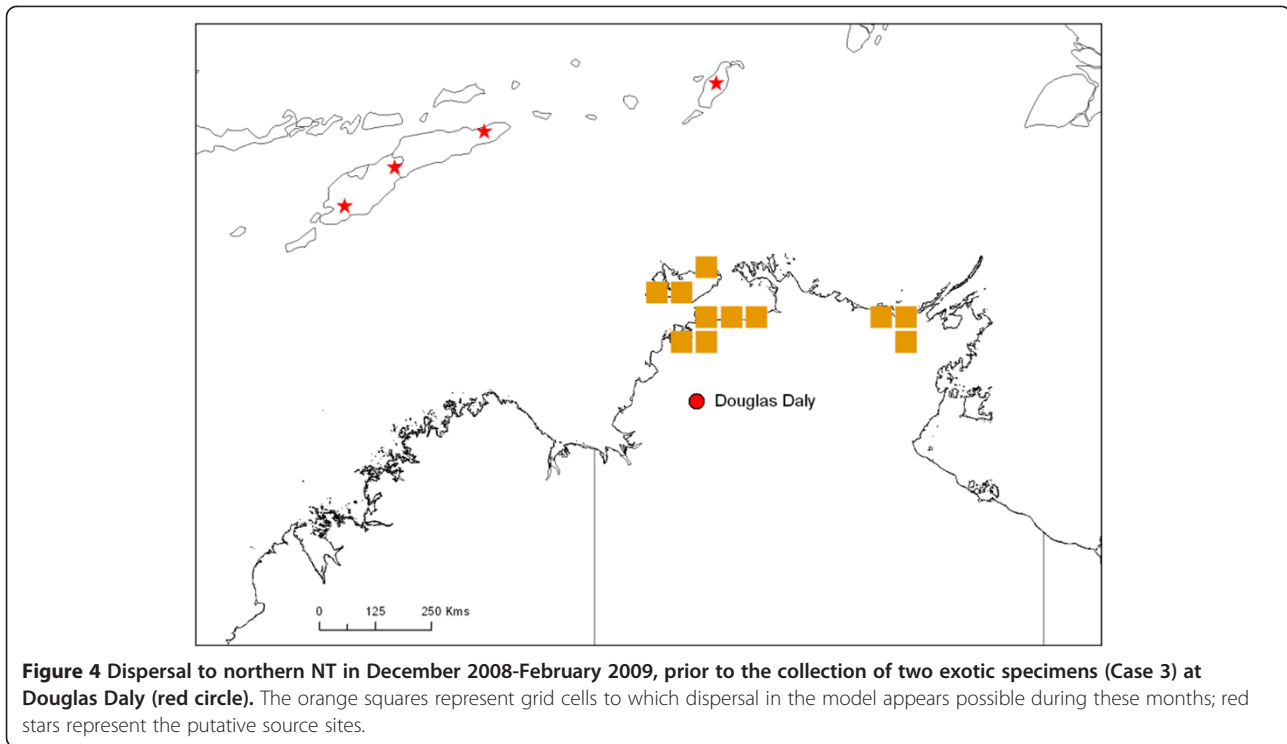 Douglas Daly
0 125 250 Kms
Figure 4 Dispersal to northern NT in December 2008-February 2009, prior to the collection of two exotic specimens (Case 3) at
Douglas Daly (red circle). The orange squares represent grid cells to which dispersal in the model appears possible during these months; red
stars represent the putative source sites.